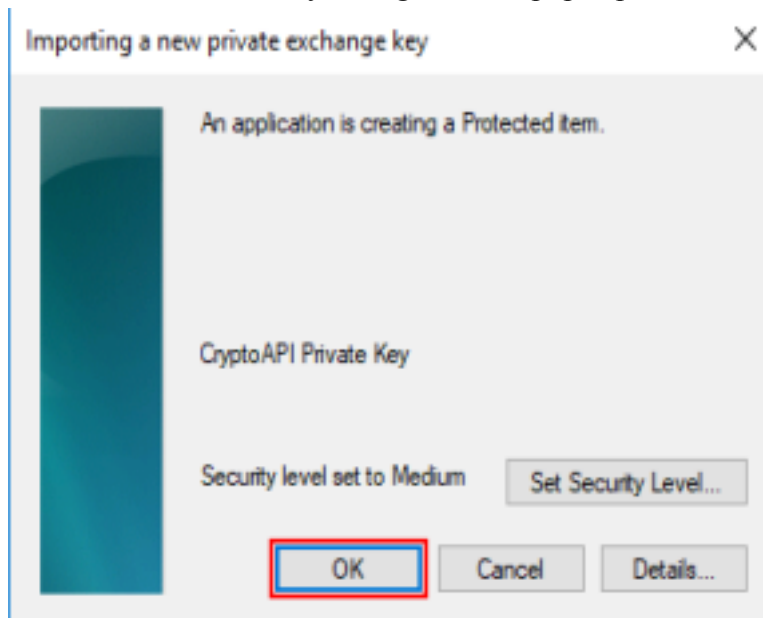 Importing a new private exchange key
An application is creating a Protected item.
CryptoAPI Private Key
Security level set to Medium
Set Security Level...
OK
Cancel
Details...